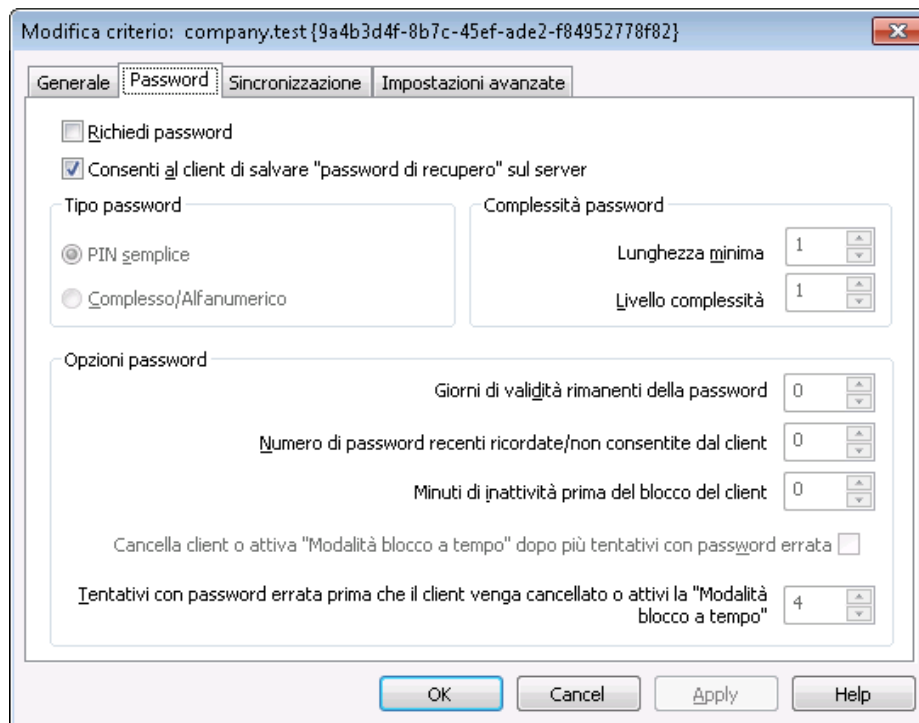 Modifica criterio: company.test {9a4b3d4f-8b7c-45ef-ade2-f84952778f82}
Generale
Password
Sincronizzazione
Impostazioni avanzate
Richiedi password
Consenti al client di salvare "password di recupero" sul server
Tipo password
PIN semplice
Complesso/Alfanumerico
Complessità password
Lunghezza minima 1
Livello complessità 1
Opzioni password
Giorni di validità rimanenti della password 0
Numero di password recenti ricordate/non consentite dal client 0
Minuti di inattività prima del blocco del client 0
Cancella client o attiva "Modalità blocco a tempo" dopo più tentativi con password errata
Tentativi con password errata prima che il client venga cancellato o attivi la "Modalità
blocco a tempo" 4
OK
Cancel
Apply
Help